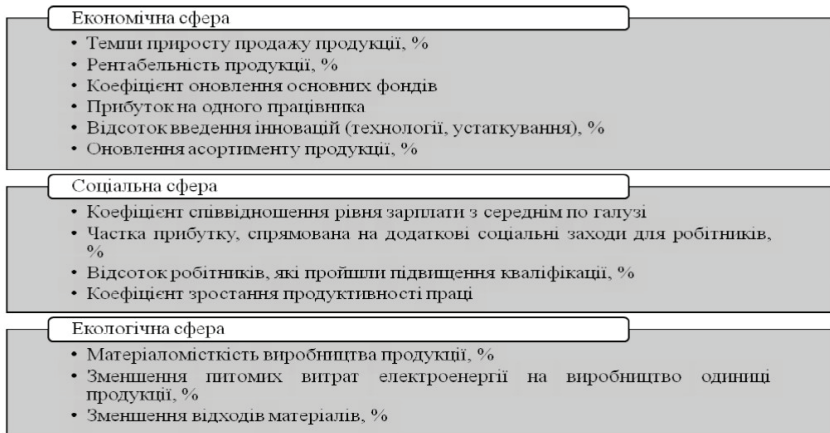 Економічна сфера
• Темпи приросту продажу продукції, %
• Рентабельність продукції, %
• Коефіцієнт оновлення основних фондів
• Прибуток на одного працівника
• Відсоток введення інновацій (технології, устаткування), %
• Оновлення асортименту продукції, %
Соціальна сфера
• Коефіцієнт співвідношення рівня зарплати з середнім по галузі
• Частка прибутку, спрямована на додаткові соціальні заходи для робітників,
%
• Відсоток робітників, які пройшли підвищення кваліфікації, %
• Коефіцієнт зростання продуктивності праці
Екологічна сфера
• Матеріаломісткість виробництва продукції, %
• Зменшення питомих витрат електроенергії на виробництво одиниці
продукції, %
• Зменшення відходів матеріалів, %